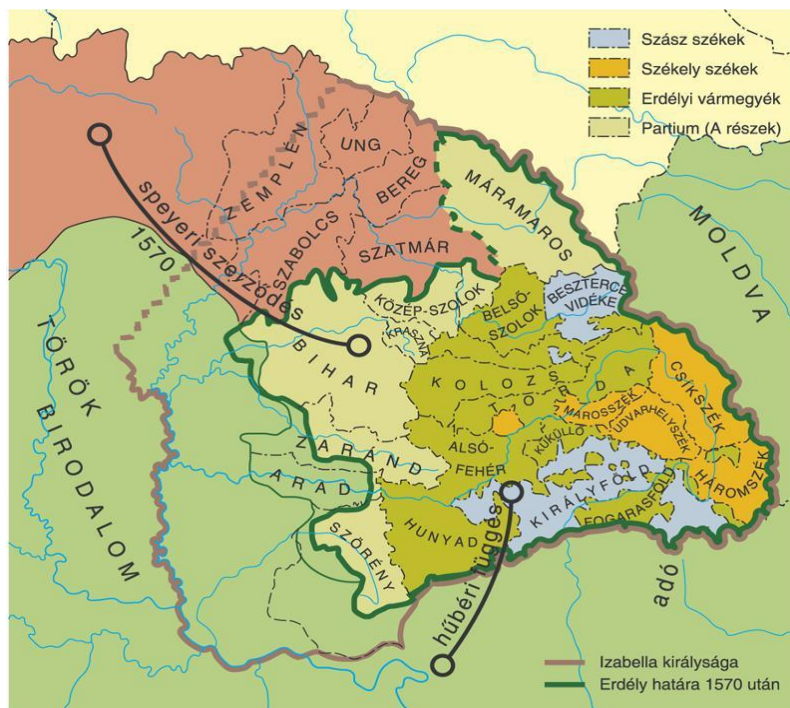 Szász székek
Székely székek
Erdélyi vármegyék
Partium (A részek)
UNG
ZEMPLÉN
BEREG
MÁRAMAROS
speyeri szerződés
1570
SZABOLCS
SZATMÁR
MOLDVA
KÖZÉP-SZOLOK
BELSŐ-
SZOLOK
BESZTERCE
VIDÉKE
KRASZNA
TÖRÖK
BIRODALOM
BIHAR
KOLOZS
TORDA
CSÍKSZÉK
MAROSSZÉK
UDVARHELYSZÉK
KÜKÜLLŐ
ZARÁND
ALSÓ-
FEHÉR
HÁROMSZÉK
ARAD
KIRÁLYFÖLD
FOGARASFÖLD
HUNYAD
SZÖRÉNY
hűbéri függés
adó
Izabella királysága
Erdély határa 1570 után